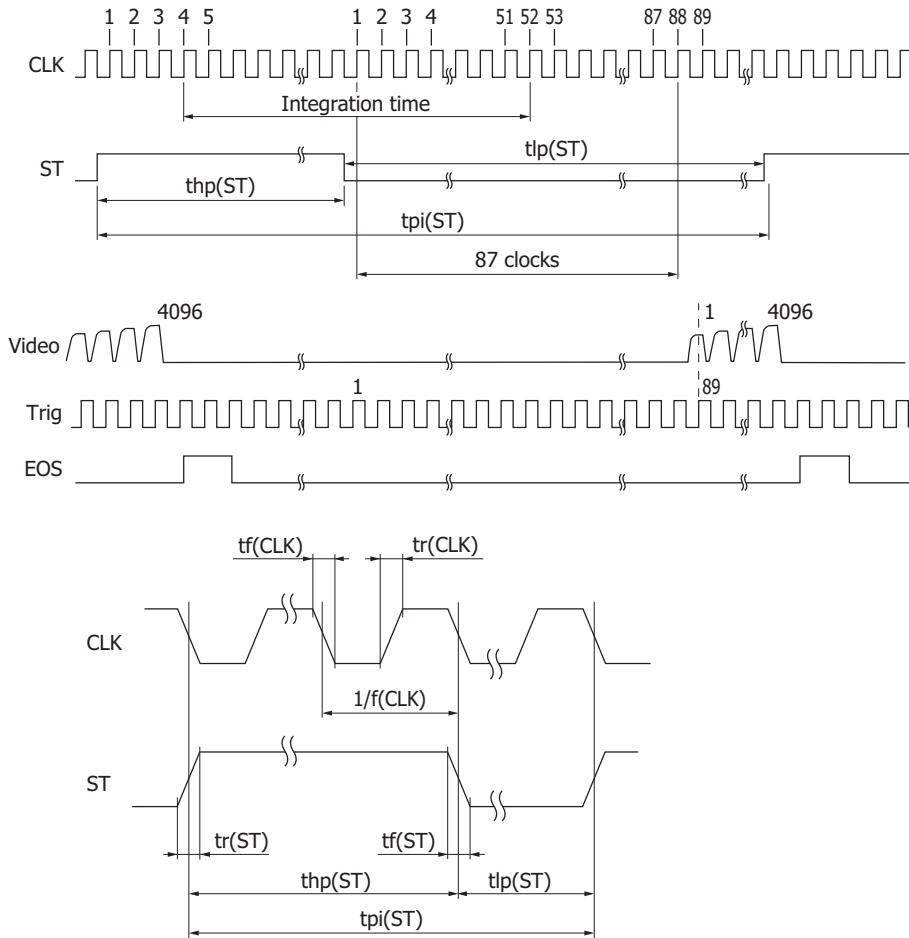 1 2 3 4 5 1 2 3 4 51 52 53 87 88 89
CLK
Integration time
tlp(ST)
ST
thp(ST)
tpi(ST)
87 clocks
4096 1 4096
Video
1 89
Trig
EOS
tf(CLK) tr(CLK)
CLK
1/f(CLK)
ST
tr(ST) tf(ST)
thp(ST) tlp(ST)
tpi(ST)